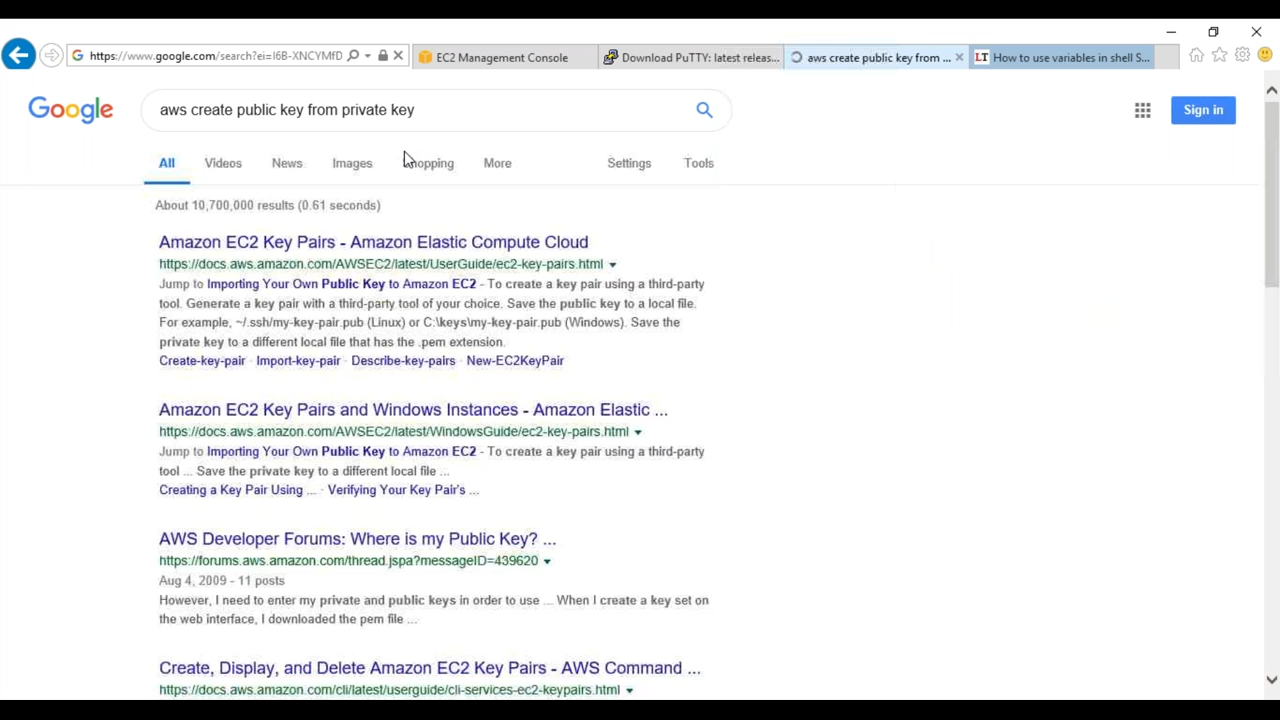 https://www.google.com/search?ei=I6B-XNCYMfD
EC2 Management Console
Download PuTTY: latest releas...
aws create public key from ...
LT How to use variables in shell S...
Google
aws create public key from private key
Sign in
All Videos News Images Shopping More Settings Tools
About 10,700,000 results (0.61 seconds)
Amazon EC2 Key Pairs - Amazon Elastic Compute Cloud
https://docs.aws.amazon.com/AWSEC2/latest/UserGuide/ec2-key-pairs.html
Jump to Importing Your Own Public Key to Amazon EC2 - To create a key pair using a third-party
tool. Generate a key pair with a third-party tool of your choice. Save the public key to a local file.
For example, ~/.ssh/my-key-pair.pub (Linux) or C:\keys\my-key-pair.pub (Windows). Save the
private key to a different local file that has the .pem extension.
Create-key-pair · Import-key-pair · Describe-key-pairs · New-EC2KeyPair
Amazon EC2 Key Pairs and Windows Instances - Amazon Elastic ...
https://docs.aws.amazon.com/AWSEC2/latest/WindowsGuide/ec2-key-pairs.html
Jump to Importing Your Own Public Key to Amazon EC2 - To create a key pair using a third-party
tool ... Save the private key to a different local file ...
Creating a Key Pair Using ... · Verifying Your Key Pair's ...
AWS Developer Forums: Where is my Public Key? ...
https://forums.aws.amazon.com/thread.jspa?messageID=439620
Aug 4, 2009 - 11 posts
However, I need to enter my private and public keys in order to use ... When I create a key set on
the web interface, I downloaded the pem file ...
Create, Display, and Delete Amazon EC2 Key Pairs - AWS Command ...
https://docs.aws.amazon.com/cli/latest/userguide/cli-services-ec2-keypairs.html